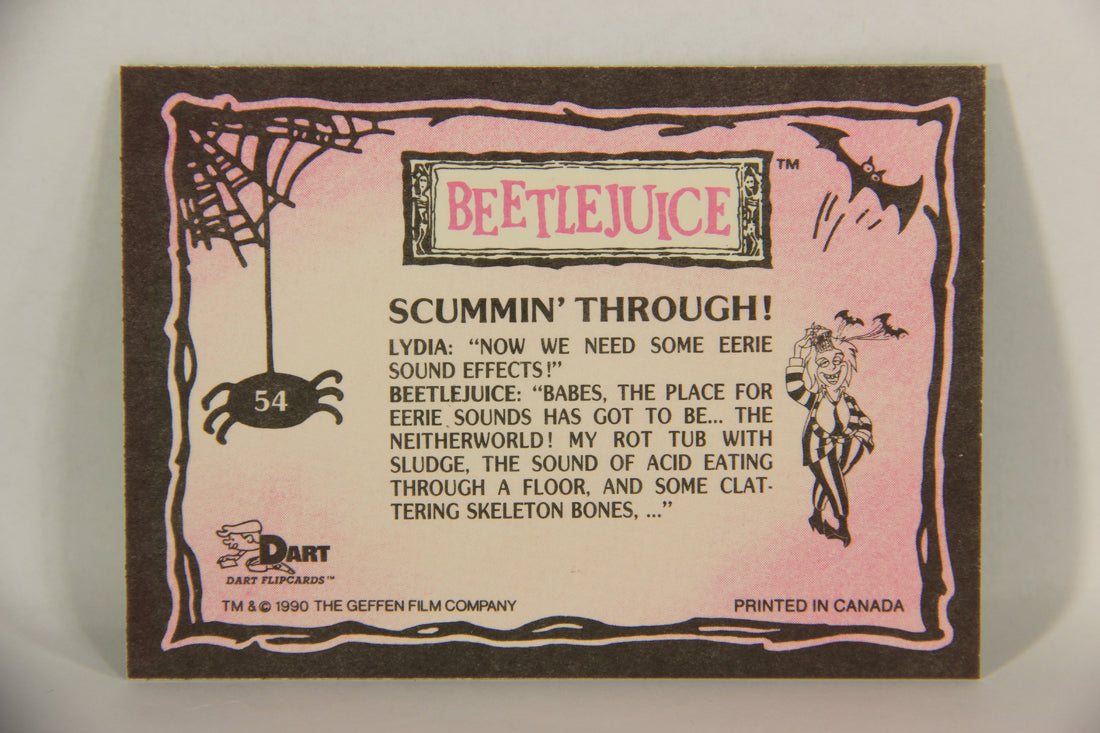 BEETLEJUICE ™
SCUMMIN' THROUGH!
LYDIA: "NOW WE NEED SOME EERIE
SOUND EFFECTS!"
BEETLEJUICE: "BABES, THE PLACE FOR
EERIE SOUNDS HAS GOT TO BE... THE
NEITHERWORLD! MY ROT TUB WITH
SLUDGE, THE SOUND OF ACID EATING
THROUGH A FLOOR, AND SOME CLAT-
TERING SKELETON BONES, ..."
54
DART
DART FLIPCARDS™
TM & © 1990 THE GEFFEN FILM COMPANY
PRINTED IN CANADA